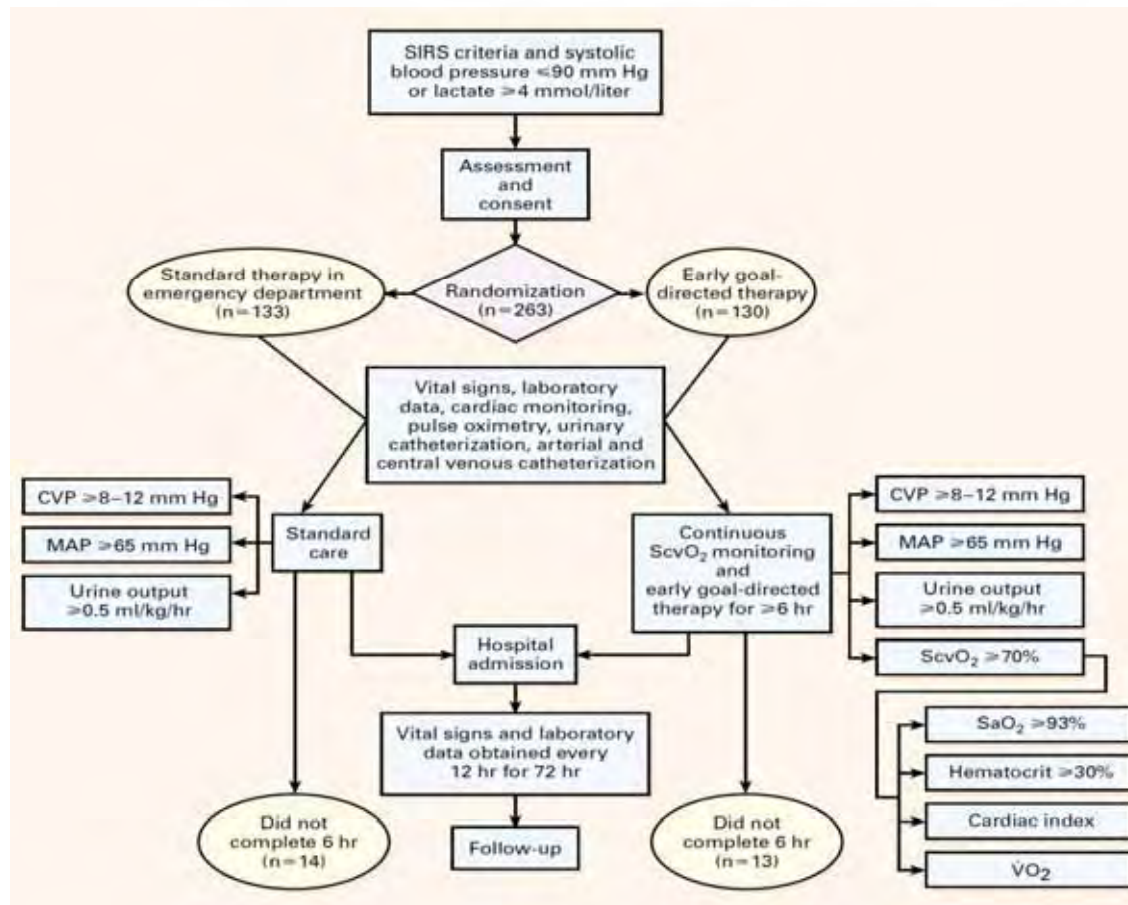 SIRS criteria and systolic
blood pressure ≤90 mm Hg
or lactate ≥4 mmol/liter
Assessment
and
consent
Standard therapy in
emergency department
(n=133)
Randomization
(n=263)
Early goal-
directed therapy
(n=130)
Vital signs, laboratory
data, cardiac monitoring,
pulse oximetry, urinary
catheterization, arterial and
central venous catheterization
CVP ≥8–12 mm Hg
MAP ≥65 mm Hg
Urine output
≥0.5 ml/kg/hr
Standard
care
Continuous
ScvO₂ monitoring
and
early goal-directed
therapy for ≥6 hr
CVP ≥8–12 mm Hg
MAP ≥65 mm Hg
Urine output
≥0.5 ml/kg/hr
ScvO₂ ≥70%
SaO₂ ≥93%
Hematocrit ≥30%
Cardiac index
V̇O₂
Hospital
admission
Vital signs and laboratory
data obtained every
12 hr for 72 hr
Follow-up
Did not
complete 6 hr
(n=14)
Did not
complete 6 hr
(n=13)